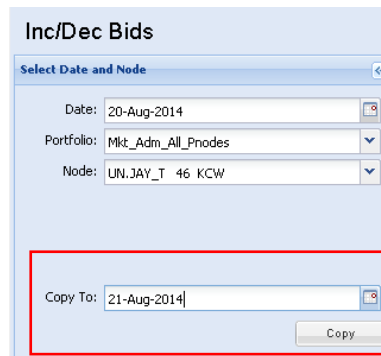 Inc/Dec Bids
Select Date and Node
Date: 20-Aug-2014
Portfolio: Mkt_Adm_All_Pnodes
Node: UN.JAY_T 46 KCW
Copy To: 21-Aug-2014
Copy